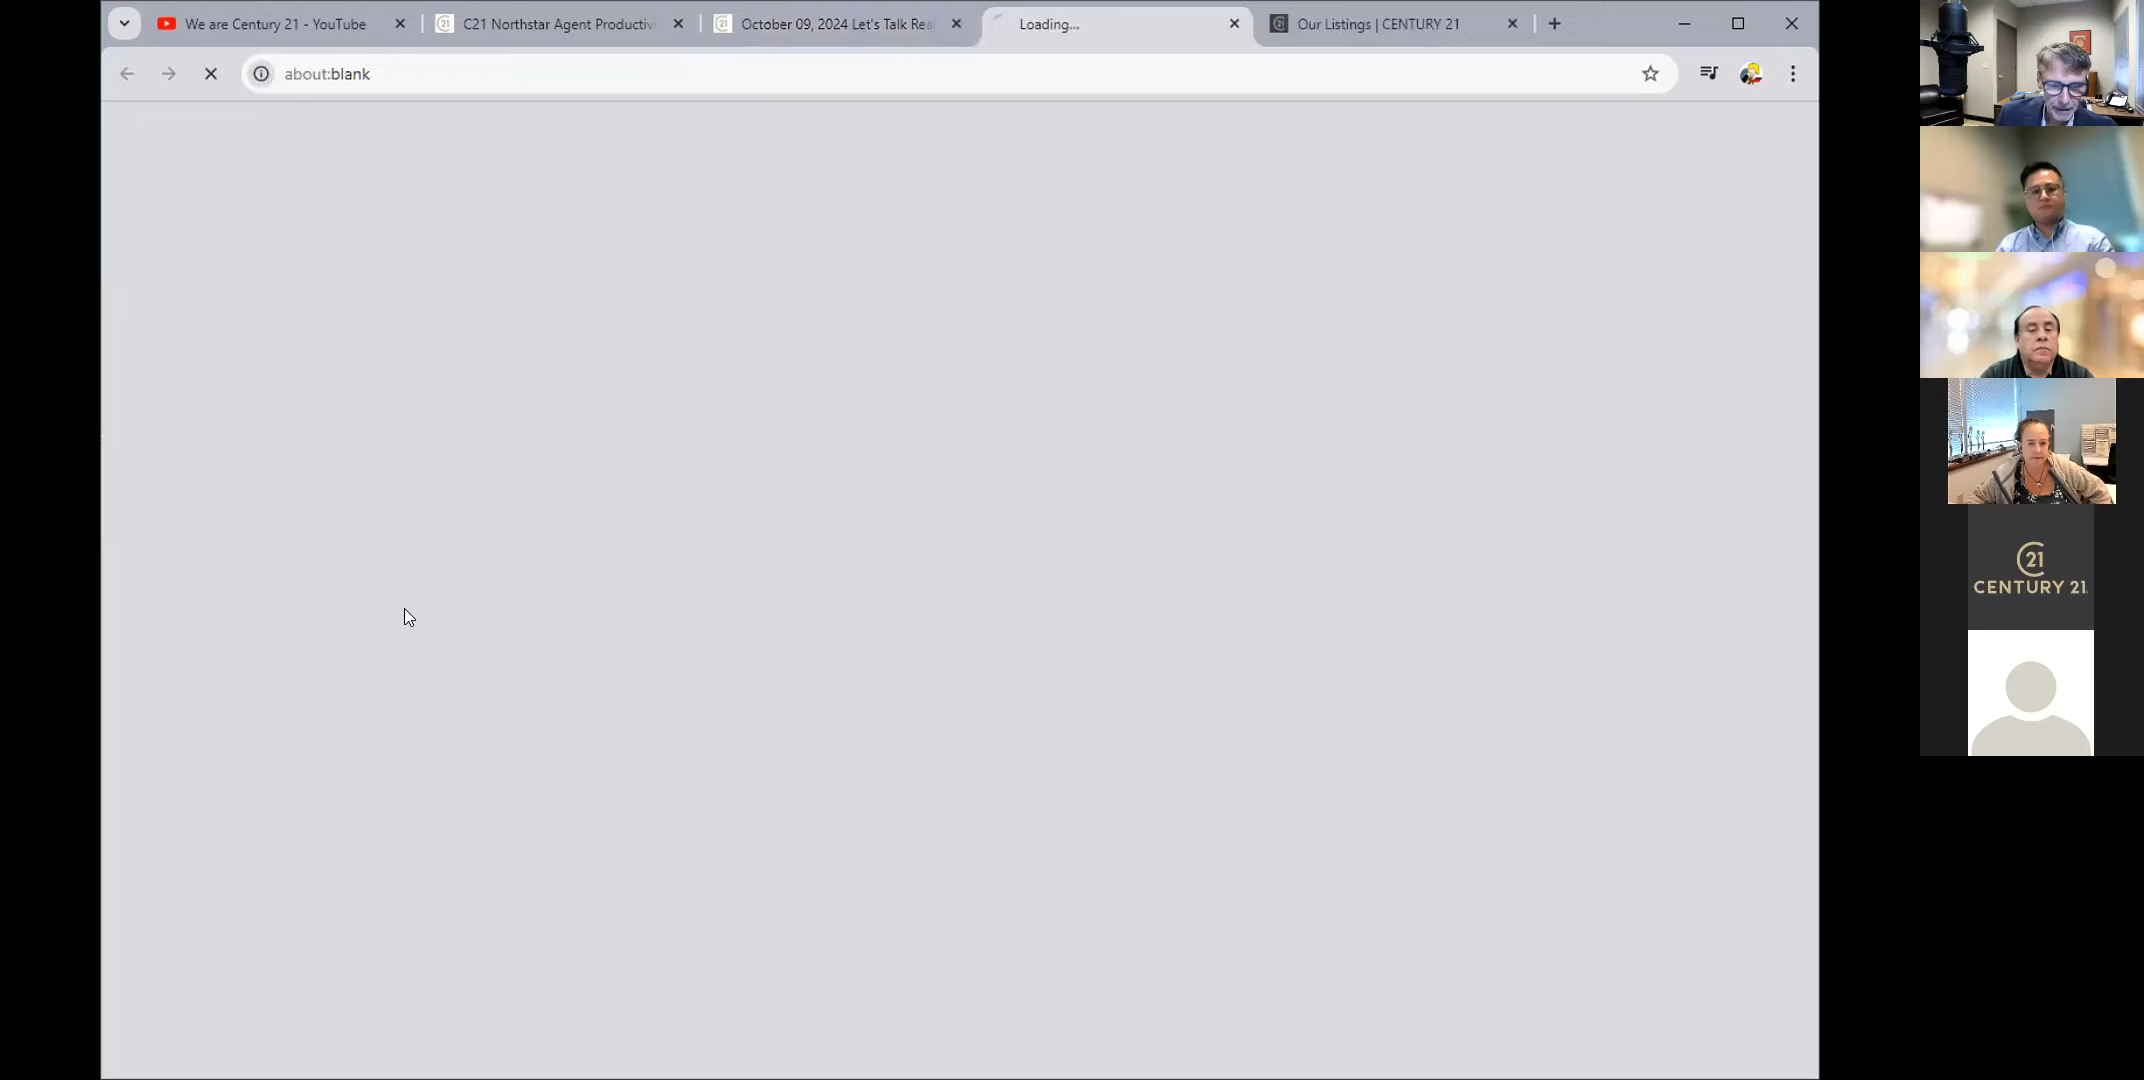 We are Century 21 - YouTube
C21 Northstar Agent Productivi
October 09, 2024 Let's Talk Rea
Loading...
Our Listings | CENTURY 21
about:blank
21
CENTURY 21.